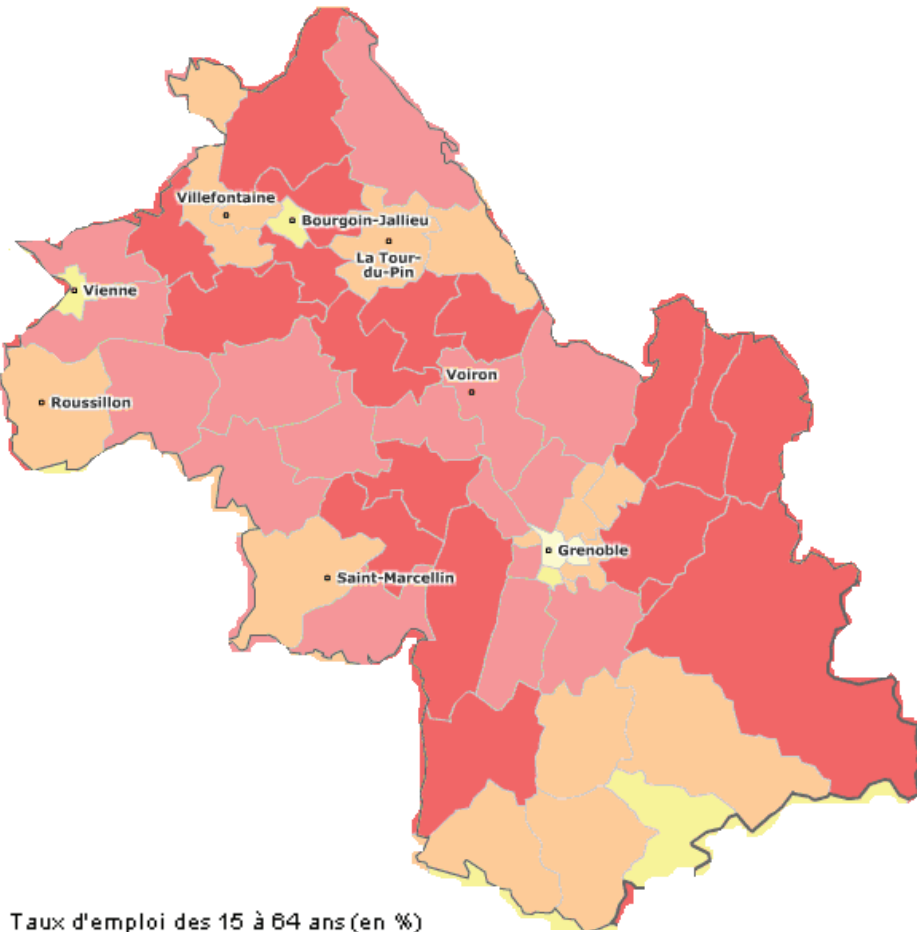 Villefontaine
Bourgoin-Jallieu
La Tour-
du-Pin
Vienne
Voiron
Roussillon
Grenoble
Saint-Marcellin
Taux d'emploi des 15 à 64 ans (en %)